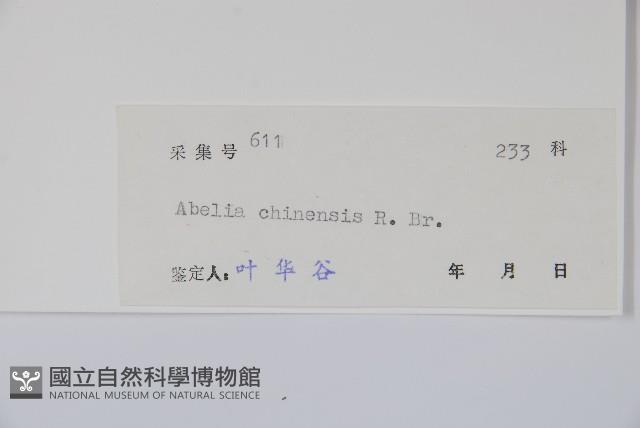 采集号 611 233 科
Abelia chinensis R. Br.
鉴定人: 叶华谷 年 月 日
國立自然科學博物館
NATIONAL MUSEUM OF NATURAL SCIENCE